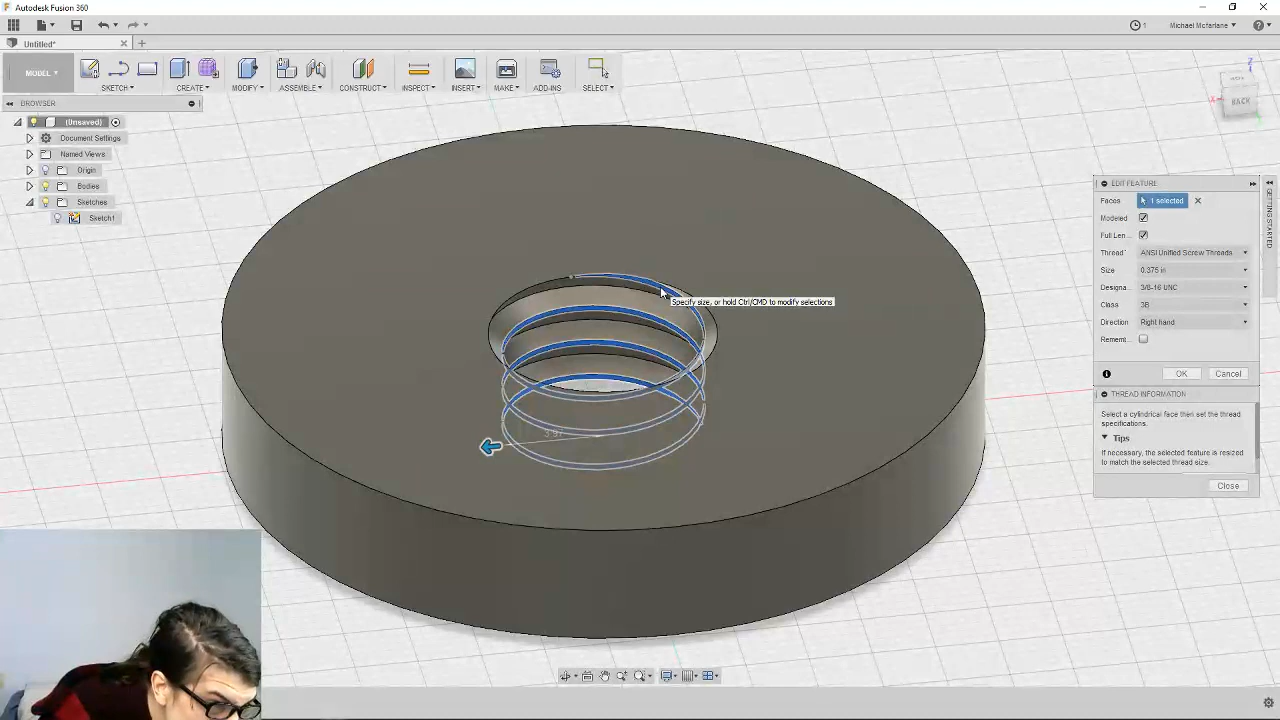 Autodesk Fusion 360
Michael Mcfarlane
Untitled*
MODEL
SKETCH
CREATE
MODIFY
ASSEMBLE
CONSTRUCT
INSPECT
INSERT
MAKE
ADD-INS
SELECT
BROWSER
(Unsaved)
Document Settings
Named Views
Origin
Bodies
Sketches
Sketch1
Z
X
BACK
EDIT FEATURE
Faces 1 selected
Modeled
Full Len...
Thread ANSI Unified Screw Threads
Size 0.375 in
Designa... 3/8-16 UNC
Class 3B
Direction Right hand
Rememb...
OK Cancel
GETTING STARTED
THREAD INFORMATION
Select a cylindrical face then set the thread
specifications.
Tips
If necessary, the selected feature is resized
to match the selected thread size.
Close
Specify size, or hold Ctrl/CMD to modify selections